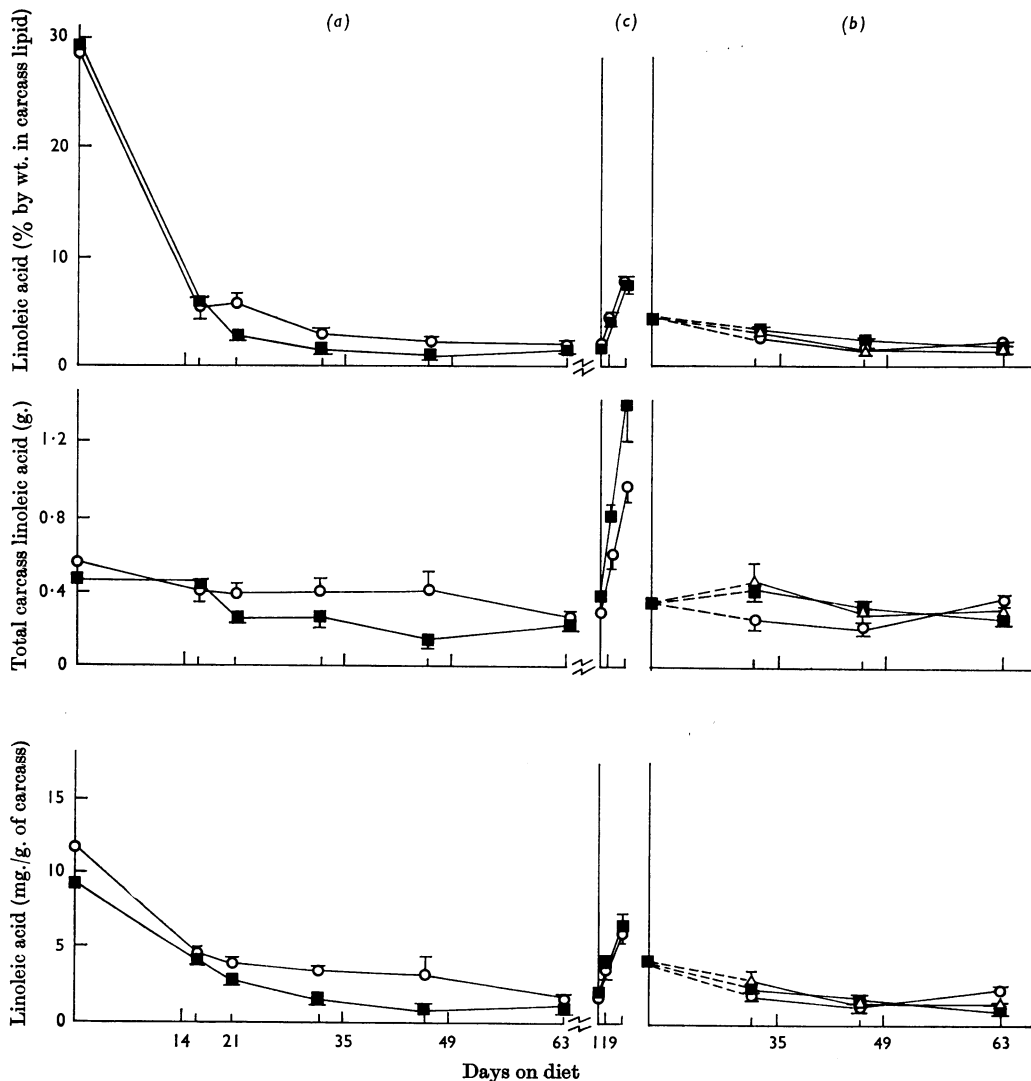 (a) (c) (b)
Linoleic acid (% by wt. in carcass lipid)
30
20
10
0
Total carcass linoleic acid (g.)
1·2
0·8
0·4
0
Linoleic acid (mg./g. of carcass)
15
10
5
0
14 21 35 49 63 119 35 49 63
Days on diet